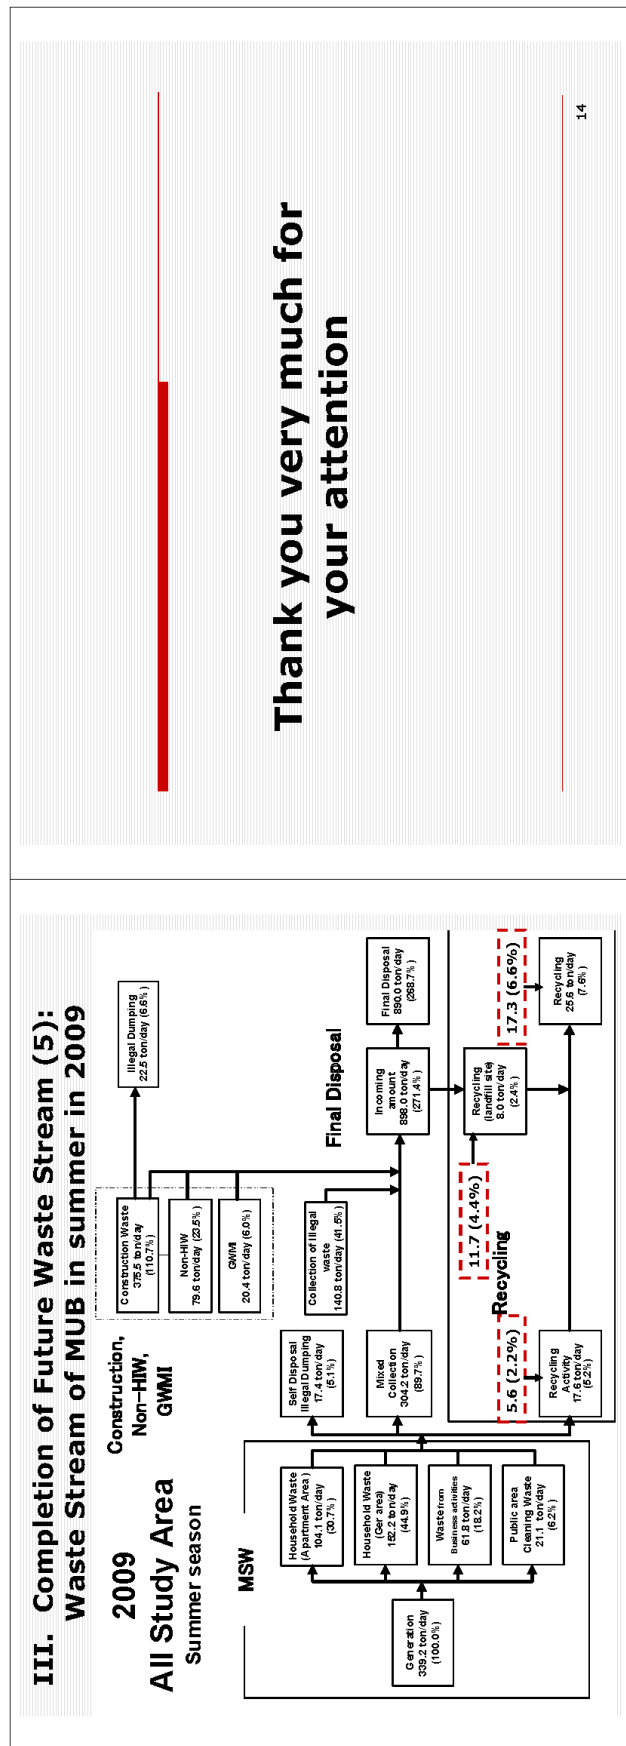 III. Completion of Future Waste Stream (5):
Waste Stream of MUB in summer in 2009
2009
All Study Area
Summer season
Construction,
Non-HIW,
GWMI
Construction Waste
375.5 ton/day
(110.7%)
Non-HIW
79.6 ton/day (23.5%)
GWMI
20.4 ton/day (6.0%)
Illegal Dumping
22.5 ton/day (6.6%)
MSW
Generation
339.2 ton/day
(100.0%)
Household Waste
(Apartment Area)
104.1 ton/day
(30.7%)
Household Waste
(Ger area)
152.2 ton/day
(44.9%)
Waste from
Business activities
61.8 ton/day
(18.2%)
Public area
Cleaning Waste
21.1 ton/day
(6.2%)
Self Disposal
Illegal Dumping
17.4 ton/day
(5.1%)
Mixed
Collection
304.2 ton/day
(89.7%)
Collection of Illegal
waste
140.8 ton/day (41.5%)
Final Disposal
Incoming
amount
898.0 ton/day
(271.4%)
Final Disposal
890.0 ton/day
(268.7%)
Recycling
5.6 (2.2%)
Recycling
Activity
17.6 ton/day
(5.2%)
11.7 (4.4%)
Recycling
(landfill site)
8.0 ton/day
(2.4%)
17.3 (6.6%)
Recycling
25.6 ton/day
(7.6%)
Thank you very much for
your attention
14